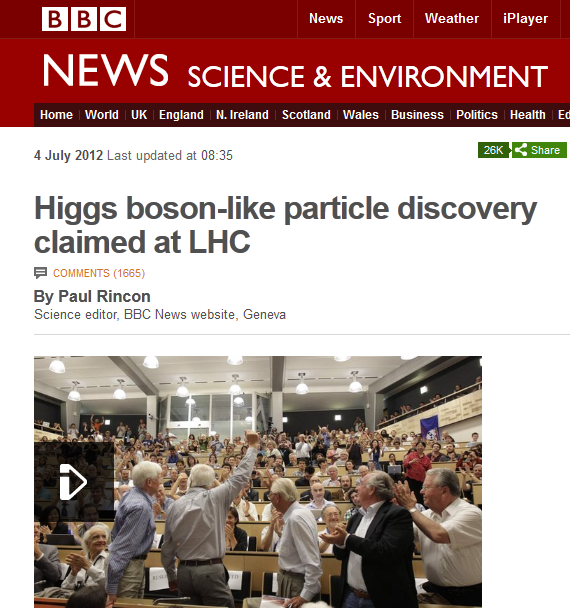 BBC News Sport Weather iPlayer
NEWS SCIENCE & ENVIRONMENT
Home World UK England N. Ireland Scotland Wales Business Politics Health Ed
4 July 2012 Last updated at 08:35
26K Share
Higgs boson-like particle discovery
claimed at LHC
COMMENTS (1665)
By Paul Rincon
Science editor, BBC News website, Geneva